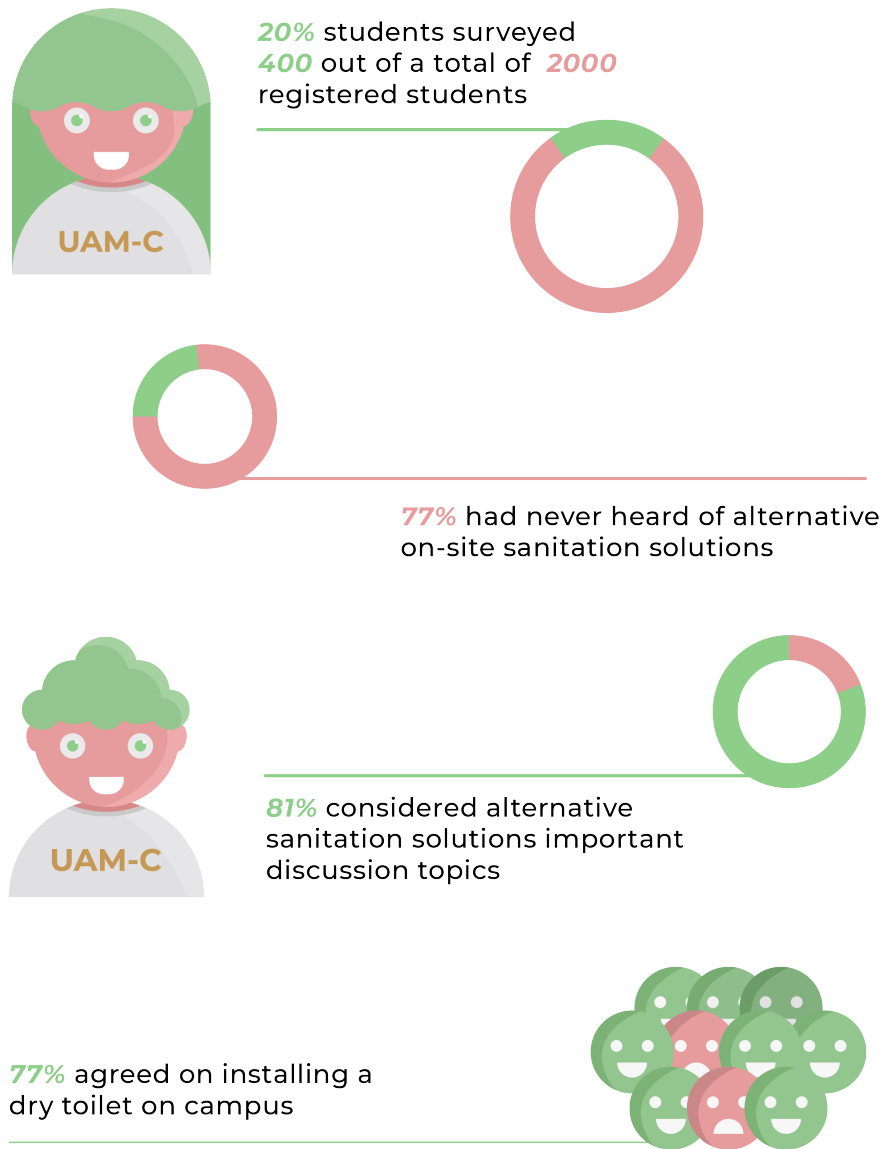 20% students surveyed
400 out of a total of 2000
registered students
UAM-C
77% had never heard of alternative
on-site sanitation solutions
81% considered alternative
sanitation solutions important
discussion topics
UAM-C
77% agreed on installing a
dry toilet on campus